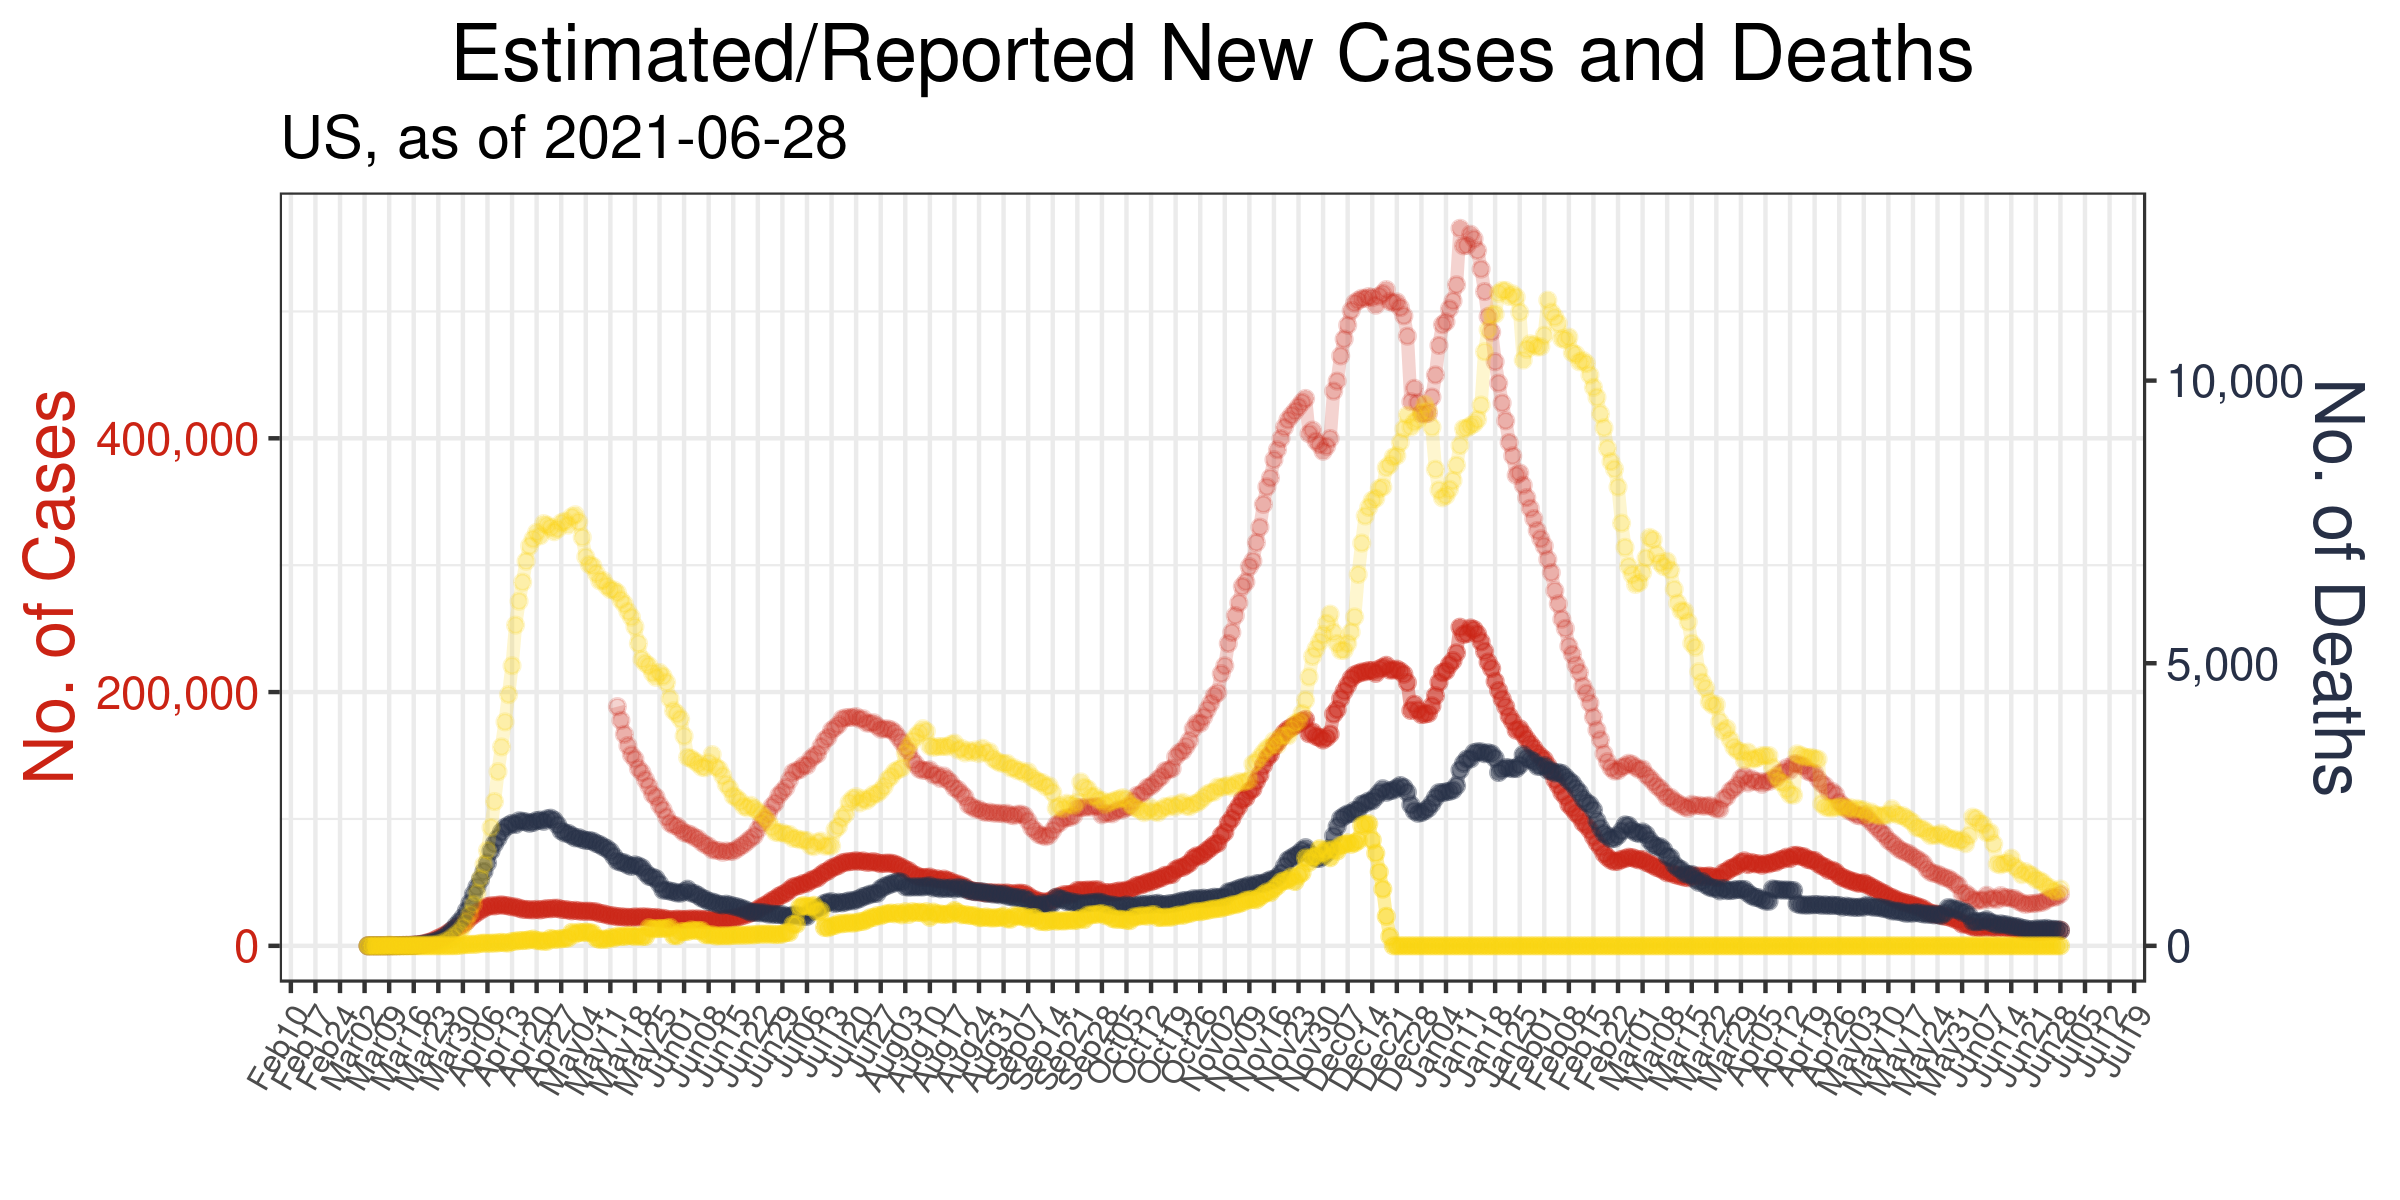 Estimated/Reported New Cases and Deaths
US, as of 2021-06-28
No. of Cases
400,000
200,000
0
10,000
5,000
0
No. of Deaths
Feb10
Feb17
Feb24
Mar02
Mar09
Mar16
Mar23
Mar30
Apr06
Apr13
Apr20
Apr27
May04
May11
May18
May25
Jun01
Jun08
Jun15
Jun22
Jun29
Jul06
Jul13
Jul20
Jul27
Aug03
Aug10
Aug17
Aug24
Aug31
Sep07
Sep14
Sep21
Sep28
Oct05
Oct12
Oct19
Oct26
Nov02
Nov09
Nov16
Nov23
Nov30
Dec07
Dec14
Dec21
Dec28
Jan04
Jan11
Jan18
Jan25
Feb01
Feb08
Feb15
Feb22
Mar01
Mar08
Mar15
Mar22
Mar29
Apr05
Apr12
Apr19
Apr26
May03
May10
May17
May24
May31
Jun07
Jun14
Jun21
Jun28
Jul05
Jul12
Jul19